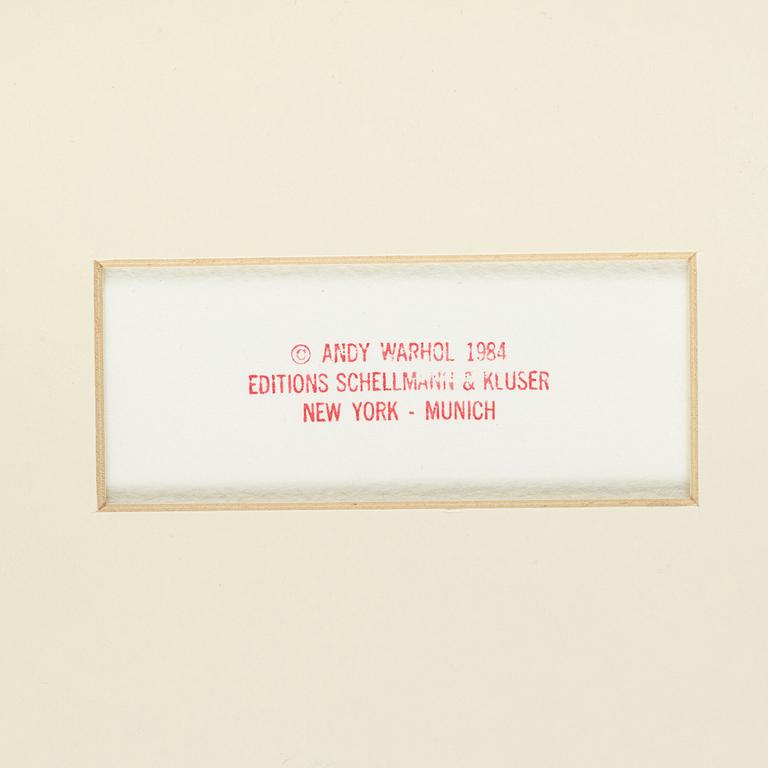 © ANDY WARHOL 1984
EDITIONS SCHELLMANN & KLUSER
NEW YORK - MUNICH